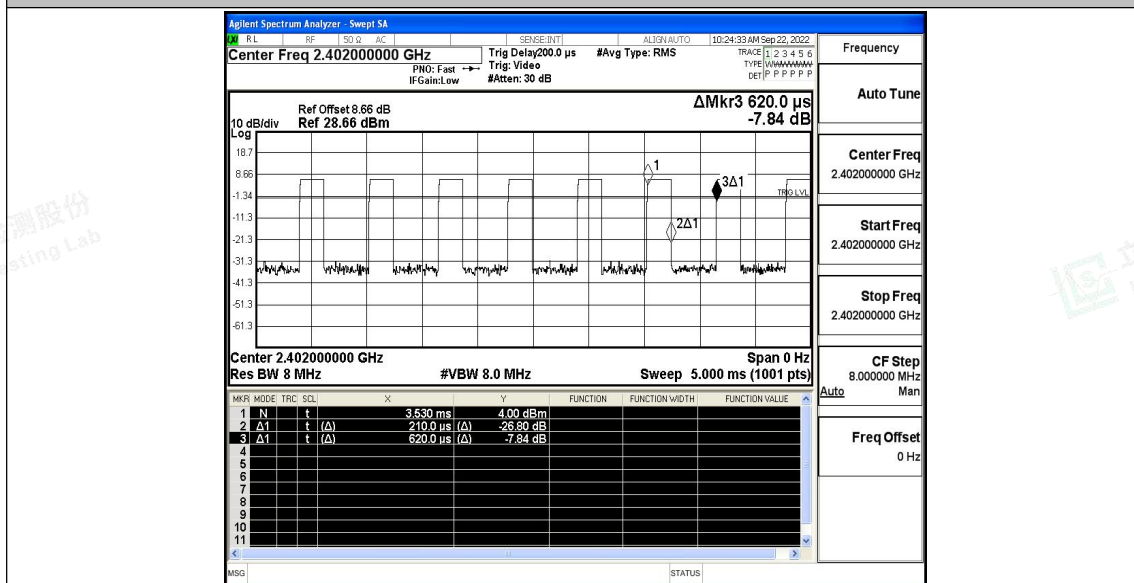 Agilent Spectrum Analyzer - Swept SA
RL RF 50 Ω AC SENSE:INT ALIGN AUTO 10:24:33 AM Sep 22, 2022
Center Freq 2.402000000 GHz
PNO: Fast
IFGain:Low
Trig Delay200.0 µs
Trig: Video
#Atten: 30 dB
#Avg Type: RMS
TRACE 1 2 3 4 5 6
TYPE
DET P P P P P P
ΔMkr3 620.0 µs
-7.84 dB
Ref Offset 8.66 dB
10 dB/div Ref 28.66 dBm
Log
18.7
8.66
-1.34
-11.3
-21.3
-31.3
-41.3
-51.3
-61.3
1
3Δ1
TRIG LVL
2Δ1
Center 2.402000000 GHz Span 0 Hz
Res BW 8 MHz #VBW 8.0 MHz Sweep 5.000 ms (1001 pts)
MKR MODE TRC SCL X Y FUNCTION FUNCTION WIDTH FUNCTION VALUE
1 N t 3.530 ms 4.00 dBm
2 Δ1 t (Δ) 210.0 µs (Δ) -26.80 dB
3 Δ1 t (Δ) 620.0 µs (Δ) -7.84 dB
4
5
6
7
8
9
10
11
MSG STATUS
Frequency
Auto Tune
Center Freq
2.402000000 GHz
Start Freq
2.402000000 GHz
Stop Freq
2.402000000 GHz
CF Step
8.000000 MHz
Auto Man
Freq Offset
0 Hz
测股份
sting Lab
立